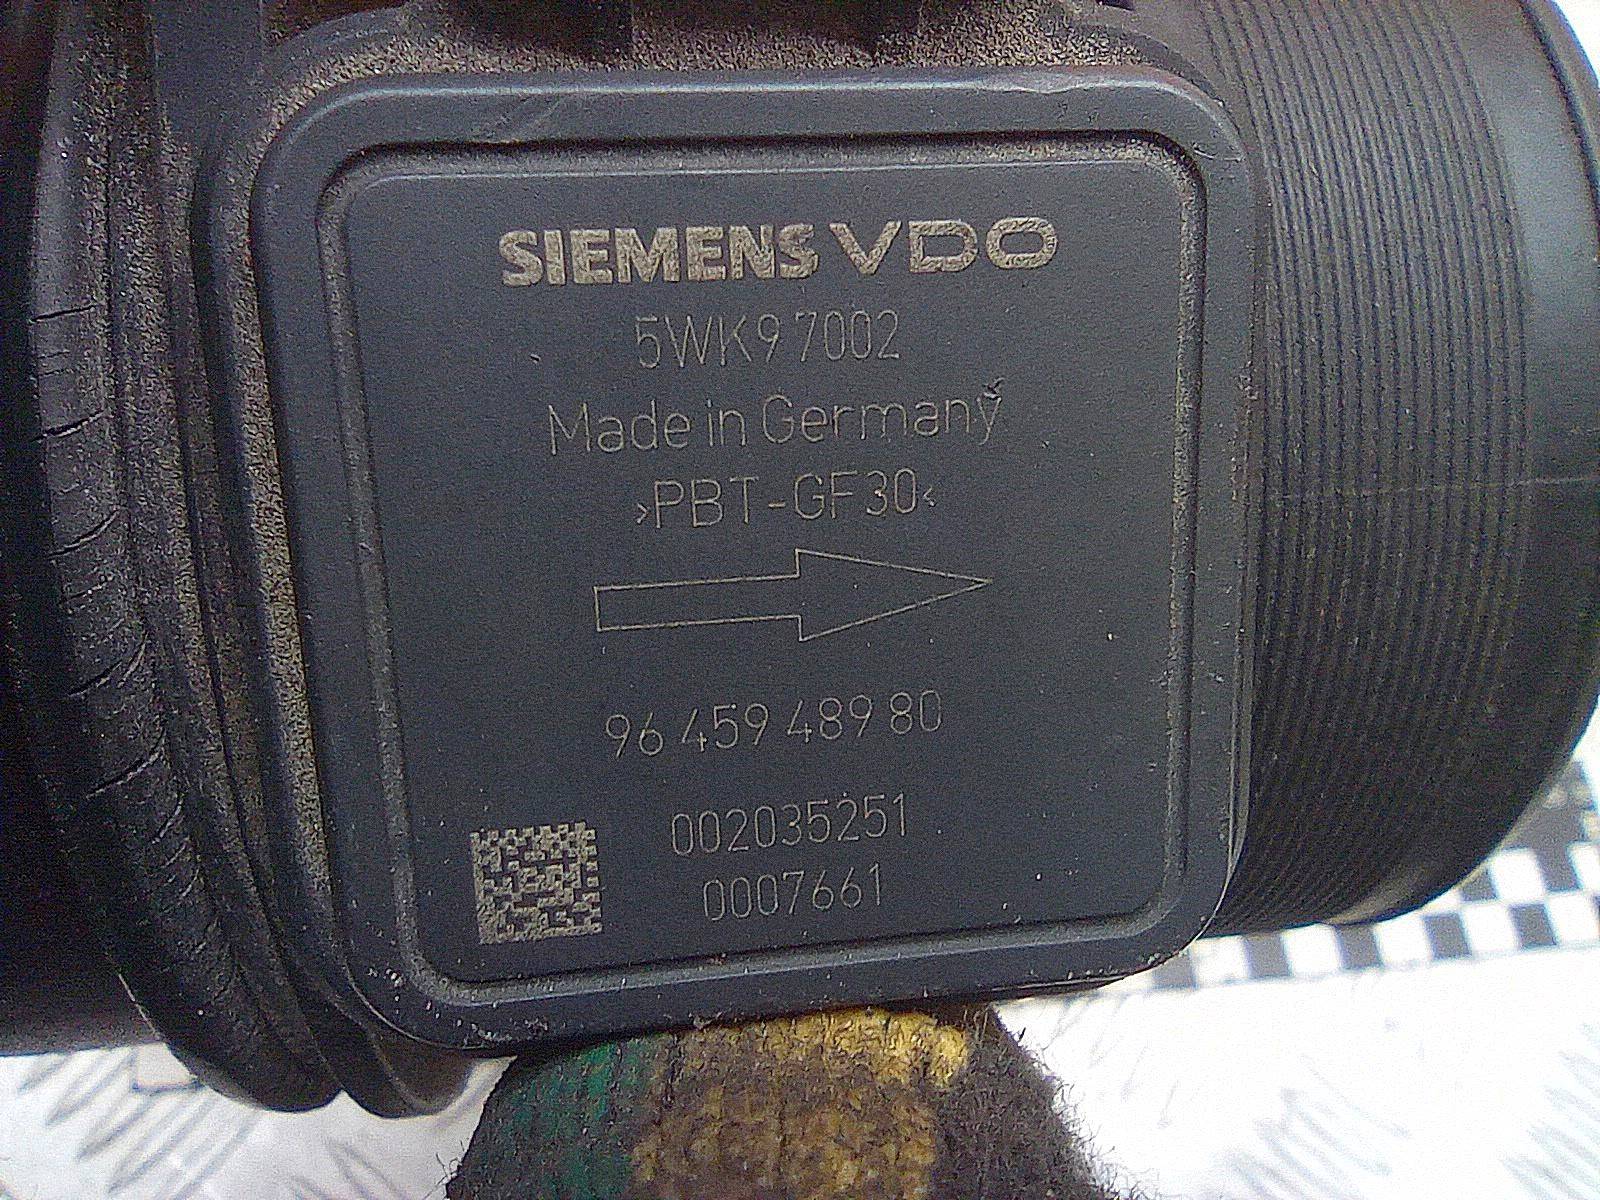 SIEMENS VDO
5WK9 7002
Made in Germany
>PBT-GF30<
96 459 489 80
002035251
0007661